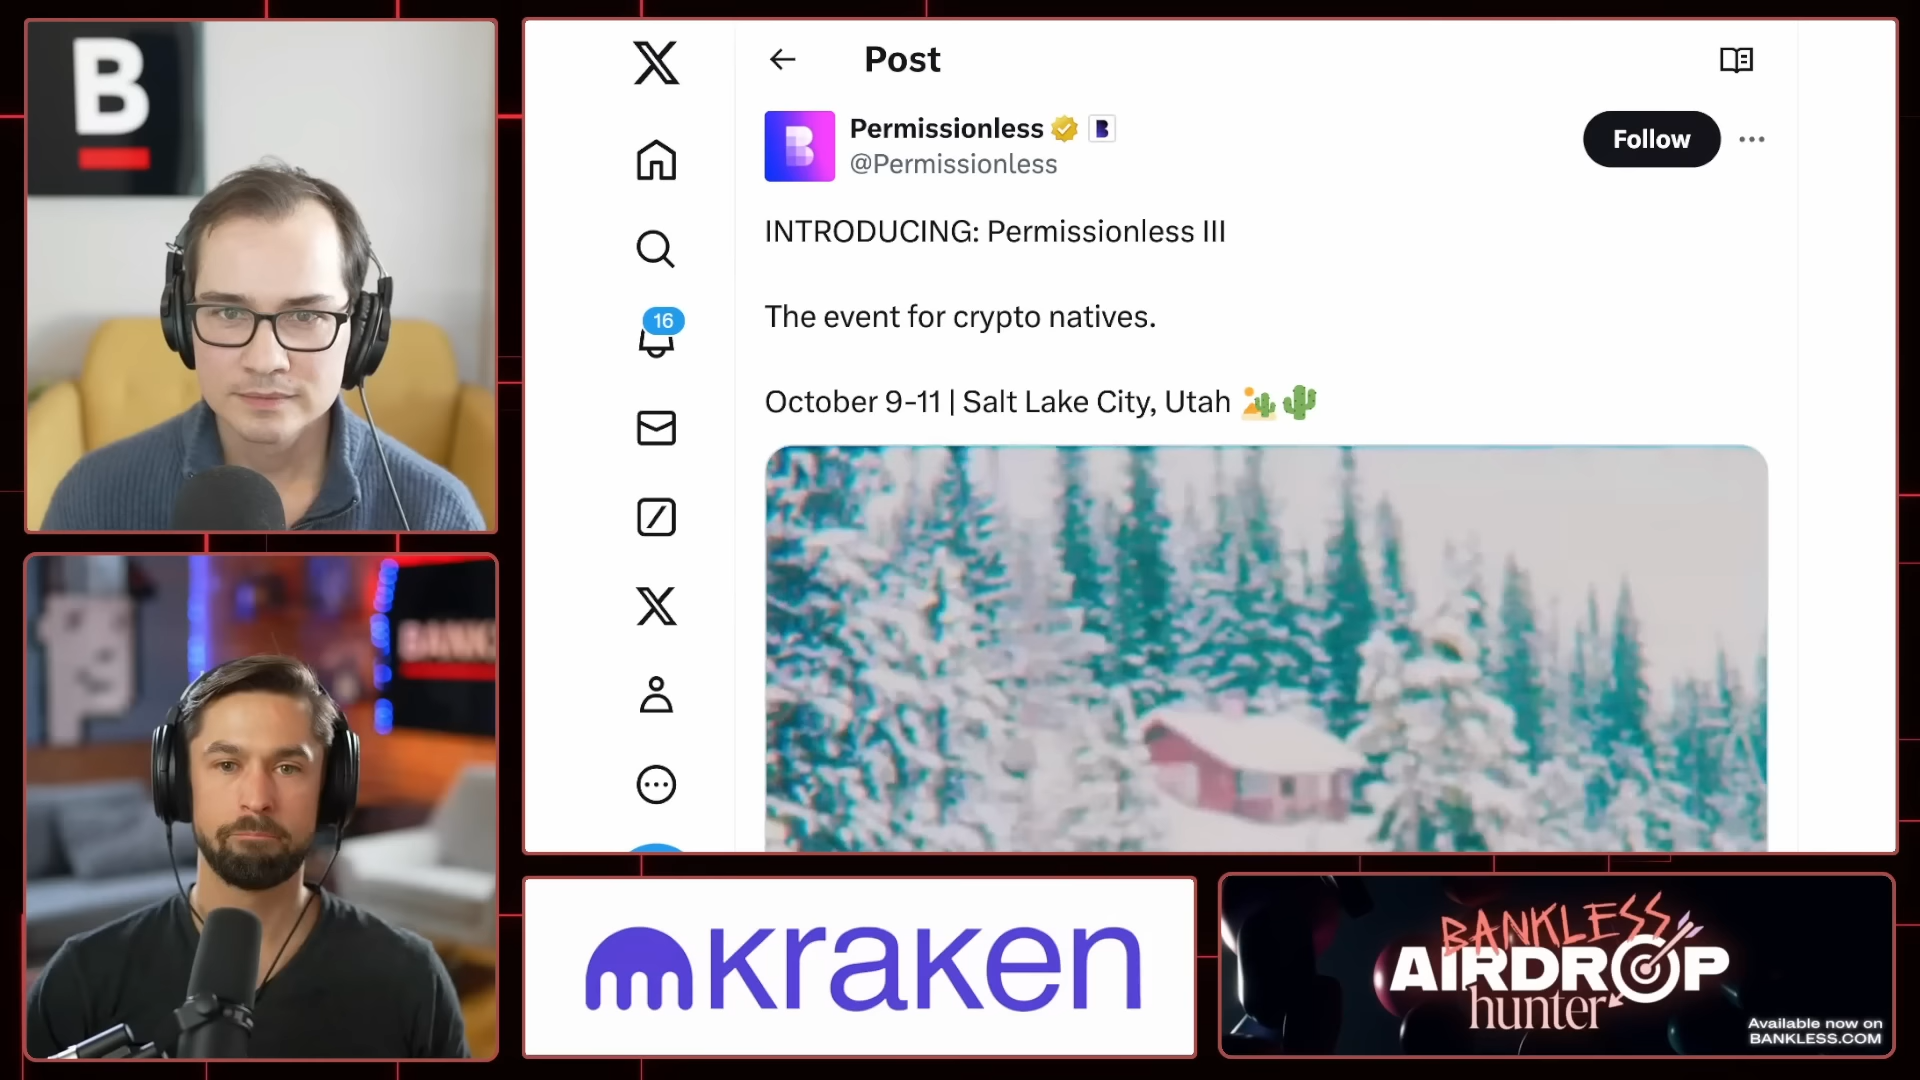 B
Post
Permissionless
@Permissionless
Follow
INTRODUCING: Permissionless III
The event for crypto natives.
October 9-11 | Salt Lake City, Utah
16
kraken
BANKLESS
AIRDROP
hunter
Available now on
BANKLESS.COM